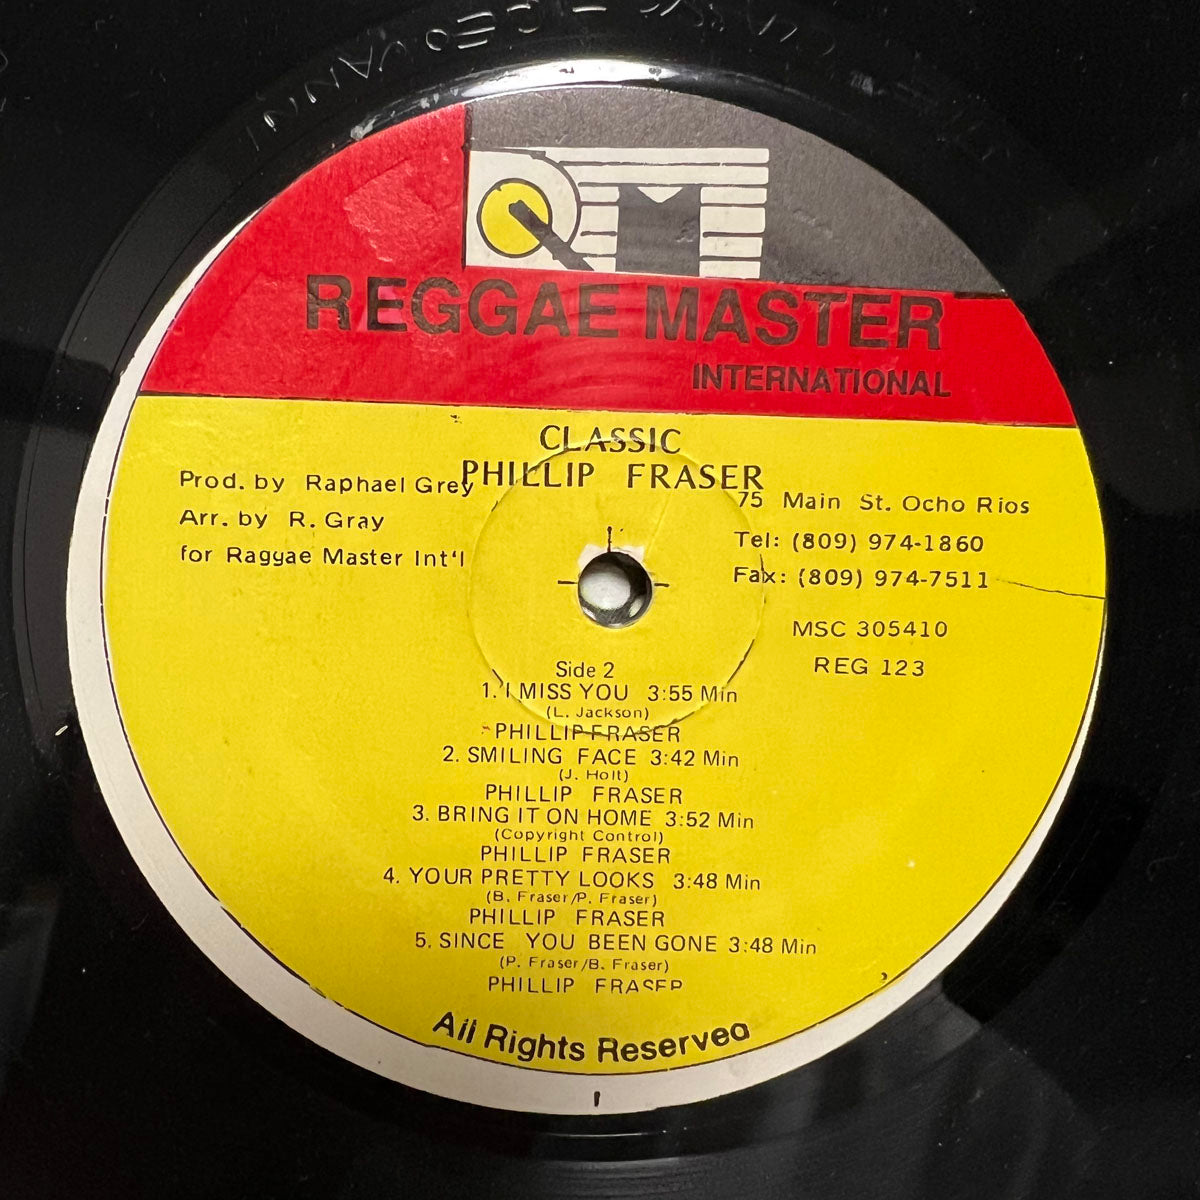 REGGAE MASTER
INTERNATIONAL
CLASSIC
PHILLIP FRASER
Prod. by Raphael Grey
Arr. by R. Gray
for Raggae Master Int'l
75 Main St. Ocho Rios
Tel: (809) 974-1860
Fax: (809) 974-7511
MSC 305410
REG 123
Side 2
1. I MISS YOU 3:55 Min
(L. Jackson)
PHILLIP FRASER
2. SMILING FACE 3:42 Min
(J. Holt)
PHILLIP FRASER
3. BRING IT ON HOME 3:52 Min
(Copyright Control)
PHILLIP FRASER
4. YOUR PRETTY LOOKS 3:48 Min
(B. Fraser/P. Fraser)
PHILLIP FRASER
5. SINCE YOU BEEN GONE 3:48 Min
(P. Fraser/B. Fraser)
PHILLIP FRASER
All Rights Reserved